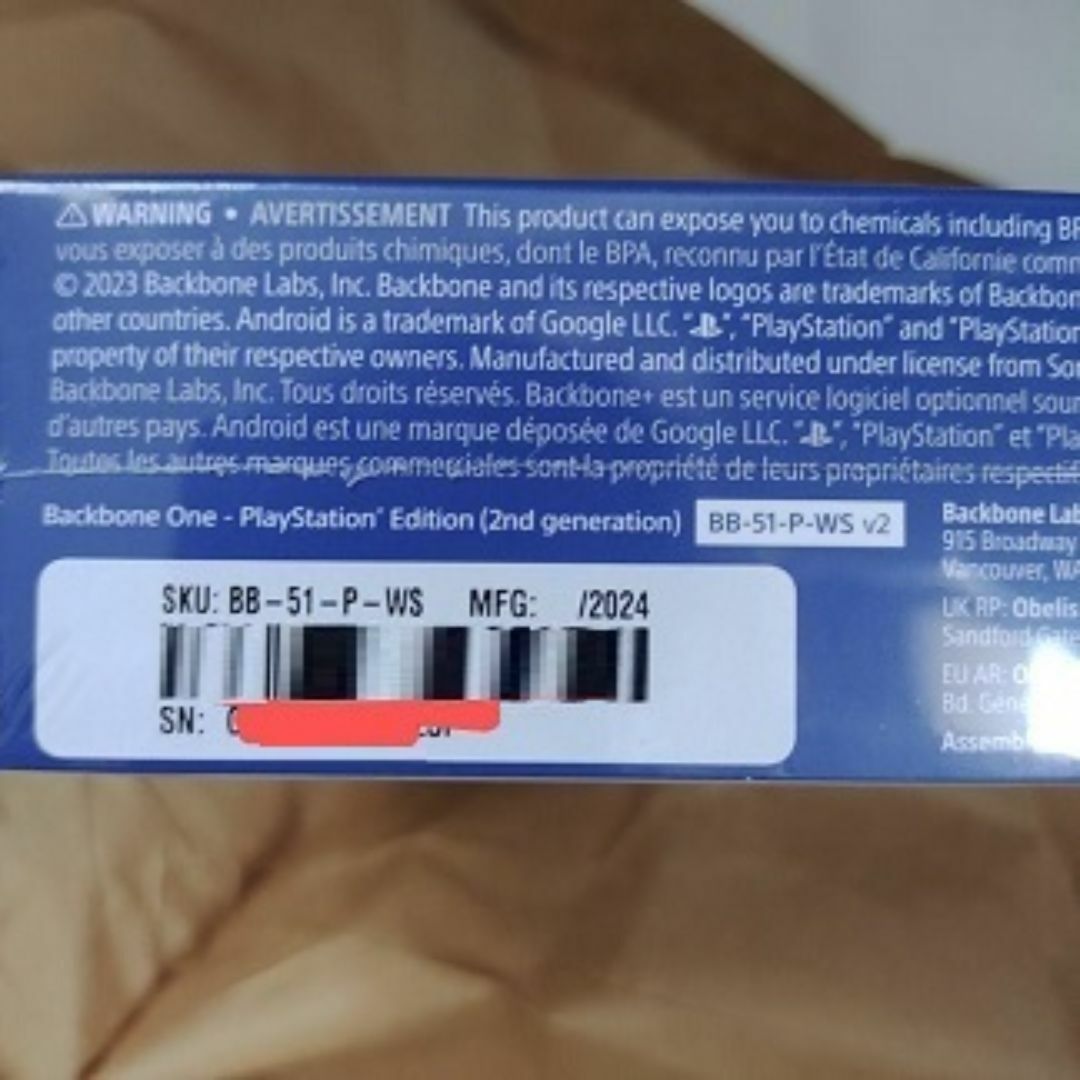 ⚠ WARNING • AVERTISSEMENT This product can expose you to chemicals including
vous exposer à des produits chimiques, dont le BPA, reconnu par l'État de Californie
© 2023 Backbone Labs, Inc. Backbone and its respective logos are trademarks of
other countries. Android is a trademark of Google LLC. "PlayStation" and "PlayStation
property of their respective owners. Manufactured and distributed under license from
Backbone Labs, Inc. Tous droits réservés. Backbone+ est un service logiciel optionnel
d'autres pays. Android est une marque déposée de Google LLC. "PlayStation" et
Toutes les autres marques commerciales sont la propriété de leurs propriétaires
Backbone One - PlayStation® Edition (2nd generation) BB-51-P-WS v2
SKU: BB-51-P-WS MFG: /2024
SN:
Backbone
915 Broadway
Vancouver,
UK RP:
Sandford Gate
EU AR:
Bd.